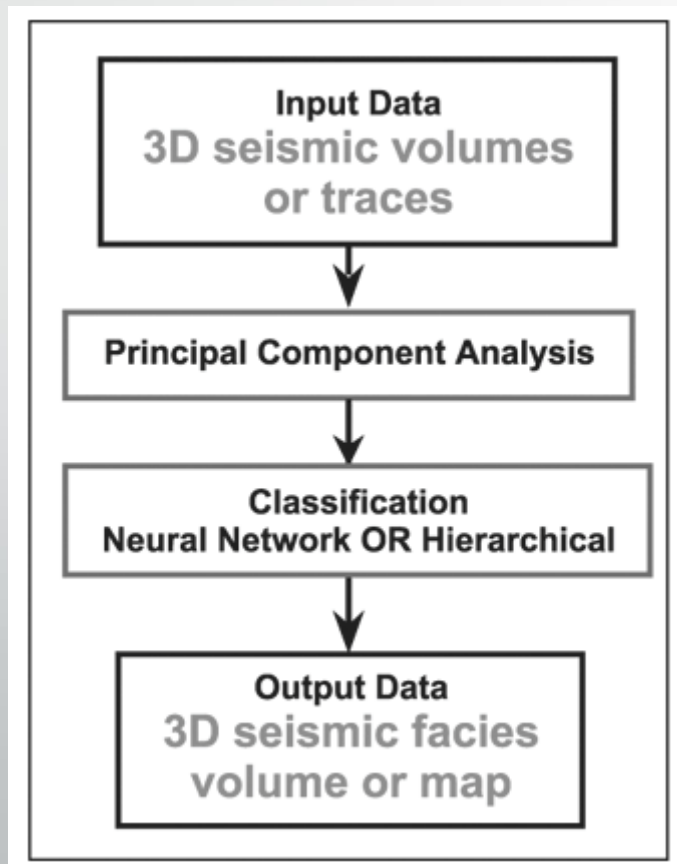 Input Data
3D seismic volumes
or traces
Principal Component Analysis
Classification
Neural Network OR Hierarchical
Output Data
3D seismic facies
volume or map